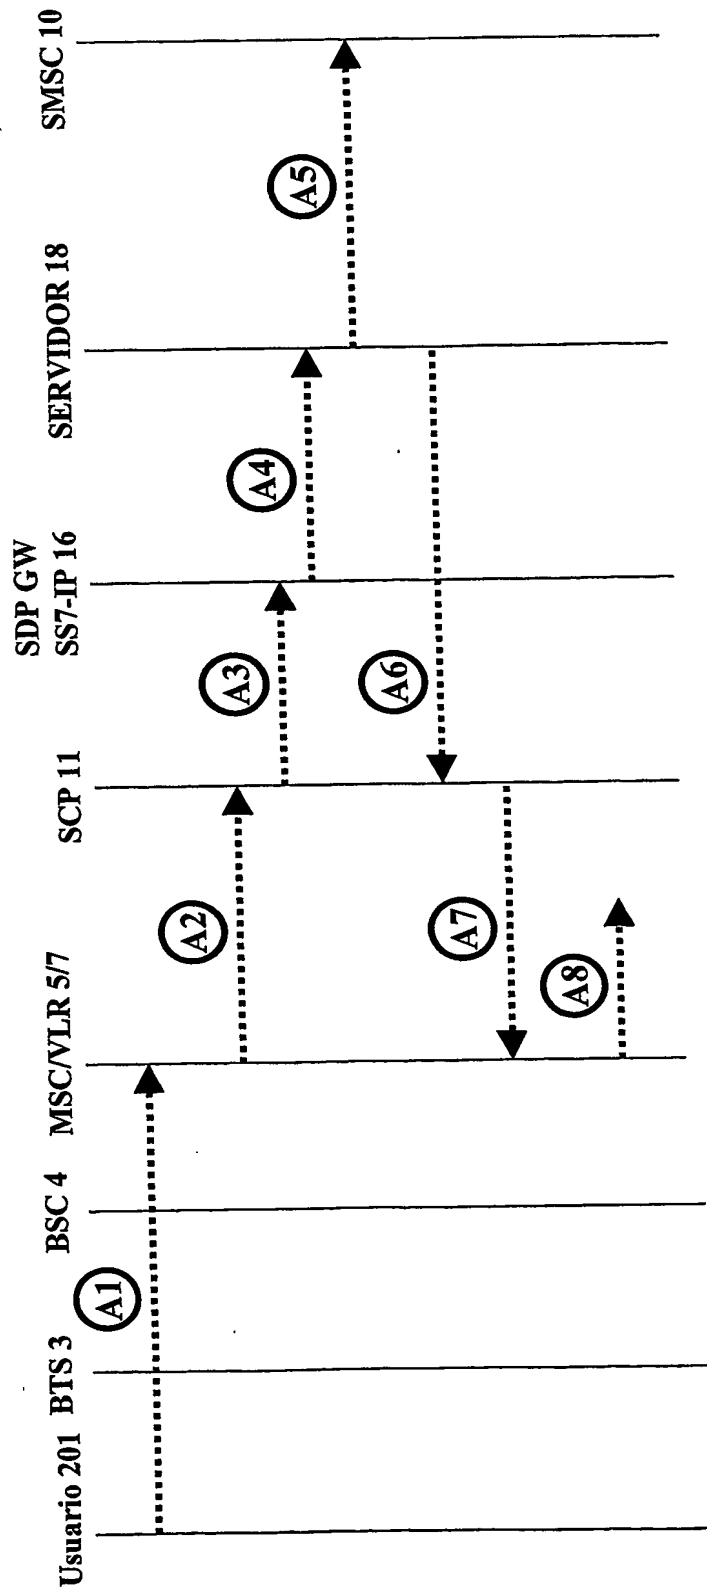 Usuario 201
BTS 3
BSC 4
MSC/VLR 5/7
SCP 11
SDP GW
SS7-IP 16
SERVIDOR 18
SMSC 10
A1
A2
A3
A4
A5
A6
A7
A8